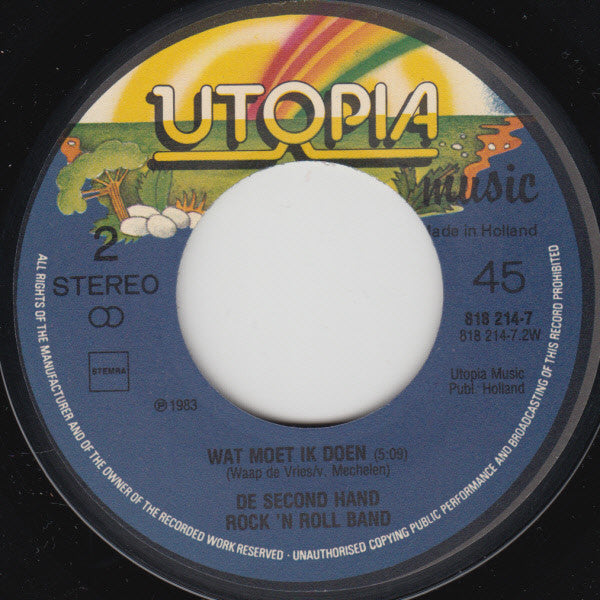 UTOPIA
music
Made in Holland
2
STEREO
45
818 214-7
818 214-7.2W
STEMRA
Utopia Music
Publ. Holland
℗1983
WAT MOET IK DOEN (5:09)
(Waap de Vries/v. Mechelen)
DE SECOND HAND
ROCK 'N ROLL BAND
ALL RIGHTS OF THE MANUFACTURER AND OF THE OWNER OF THE RECORDED WORK RESERVED · UNAUTHORISED COPYING PUBLIC PERFORMANCE AND BROADCASTING OF THIS RECORD PROHIBITED